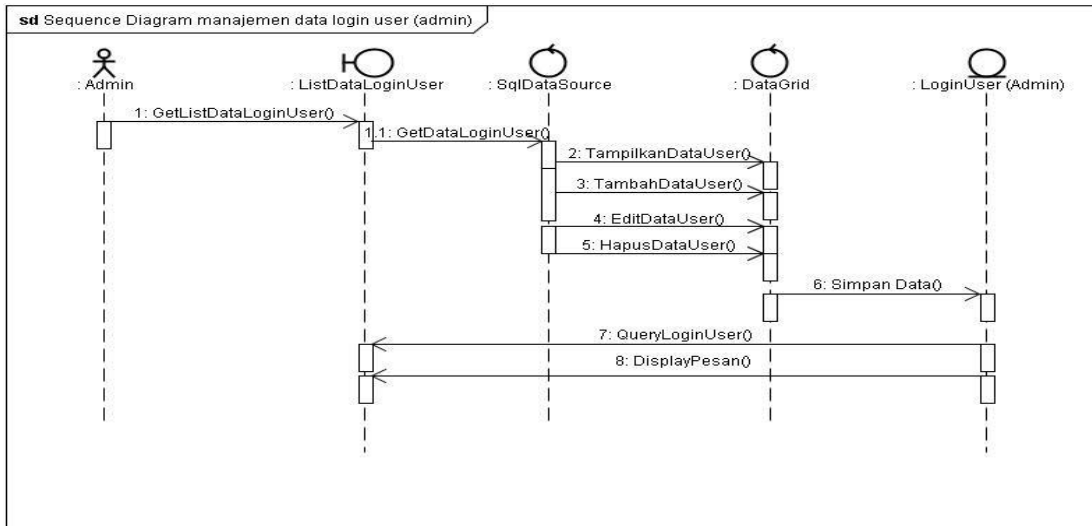 sd Sequence Diagram manajemen data login user (admin)
: Admin
: ListDataLoginUser
: SqlDataSource
: DataGrid
: LoginUser (Admin)
1: GetListDataLoginUser()
1.1: GetDataLoginUser()
2: TampilkanDataUser()
3: TambahDataUser()
4: EditDataUser()
5: HapusDataUser()
6: Simpan Data()
7: QueryLoginUser()
8: DisplayPesan()